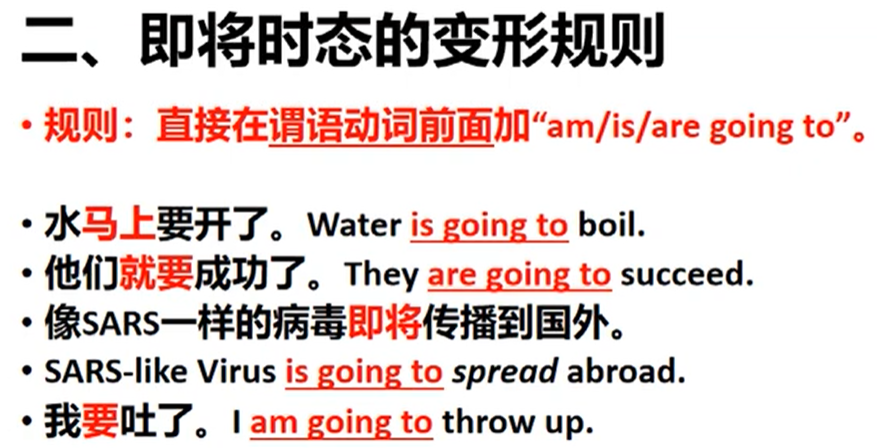 二、即将时态的变形规则
• 规则：直接在谓语动词前面加“am/is/are going to”。
• 水马上要开了。Water is going to boil.
• 他们就要成功了。They are going to succeed.
• 像SARS一样的病毒即将传播到国外。
• SARS-like Virus is going to spread abroad.
• 我要吐了。I am going to throw up.